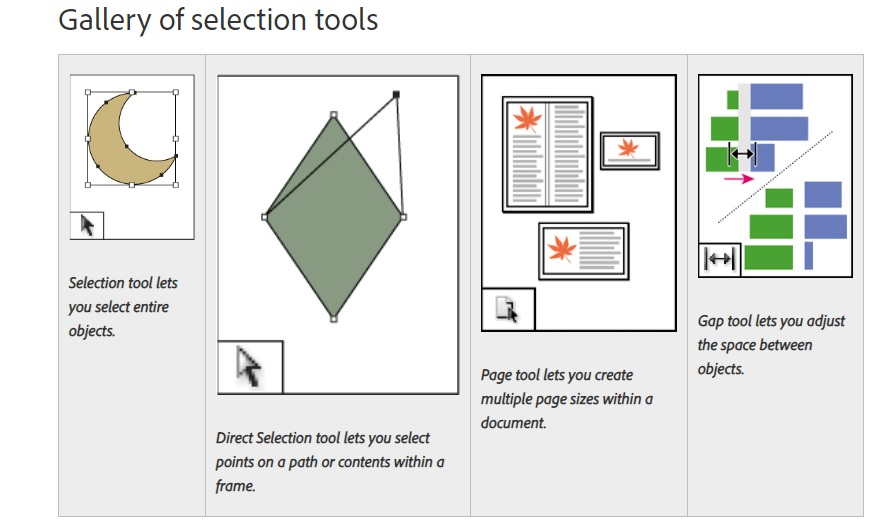 Gallery of selection tools
Selection tool lets
you select entire
objects.
Direct Selection tool lets you select
points on a path or contents within a
frame.
Page tool lets you create
multiple page sizes within a
document.
Gap tool lets you adjust
the space between
objects.